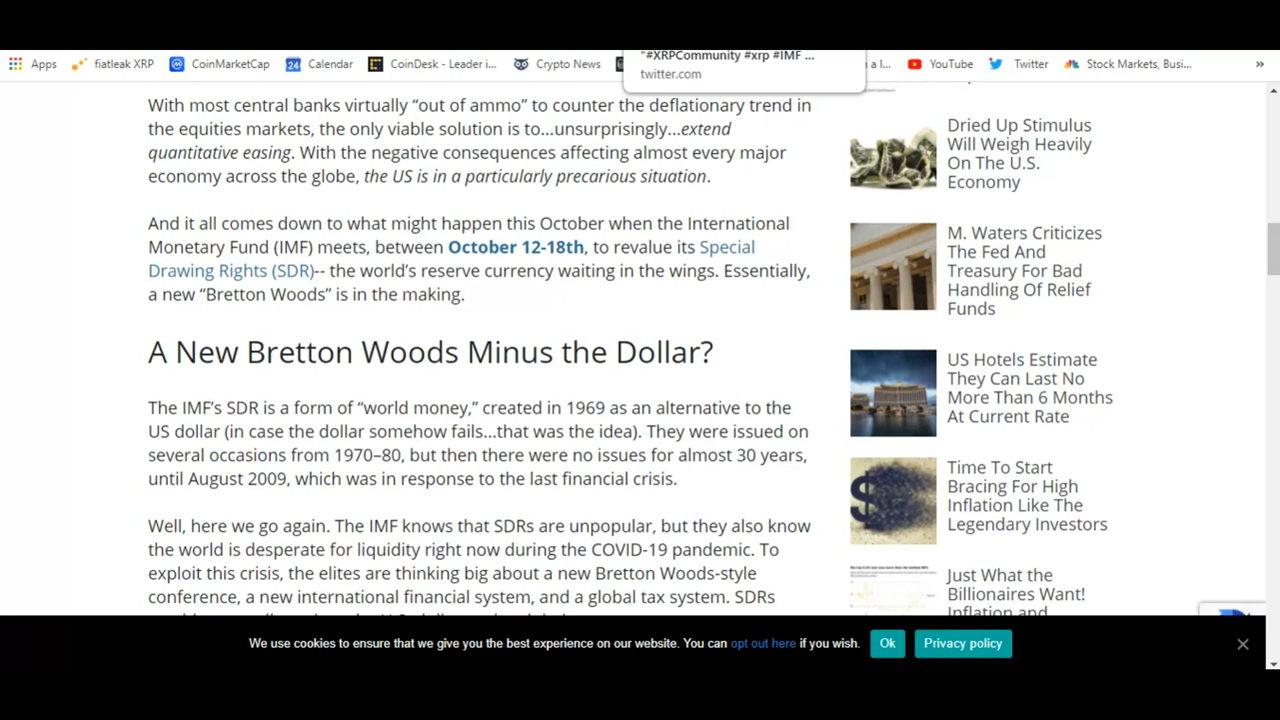 "#XRPCommunity #xrp #IMF ...
twitter.com
Apps
fiatleak XRP
CoinMarketCap
24
Calendar
CoinDesk - Leader i...
Crypto News
a l...
YouTube
Twitter
Stock Markets, Busi...
»
With most central banks virtually “out of ammo” to counter the deflationary trend in
the equities markets, the only viable solution is to...unsurprisingly...extend
quantitative easing. With the negative consequences affecting almost every major
economy across the globe, the US is in a particularly precarious situation.
And it all comes down to what might happen this October when the International
Monetary Fund (IMF) meets, between October 12-18th, to revalue its Special
Drawing Rights (SDR)-- the world’s reserve currency waiting in the wings. Essentially,
a new “Bretton Woods” is in the making.
A New Bretton Woods Minus the Dollar?
The IMF’s SDR is a form of “world money,” created in 1969 as an alternative to the
US dollar (in case the dollar somehow fails...that was the idea). They were issued on
several occasions from 1970–80, but then there were no issues for almost 30 years,
until August 2009, which was in response to the last financial crisis.
Well, here we go again. The IMF knows that SDRs are unpopular, but they also know
the world is desperate for liquidity right now during the COVID-19 pandemic. To
exploit this crisis, the elites are thinking big about a new Bretton Woods-style
conference, a new international financial system, and a global tax system. SDRs
Dried Up Stimulus
Will Weigh Heavily
On The U.S.
Economy
M. Waters Criticizes
The Fed And
Treasury For Bad
Handling Of Relief
Funds
US Hotels Estimate
They Can Last No
More Than 6 Months
At Current Rate
Time To Start
Bracing For High
Inflation Like The
Legendary Investors
Just What the
Billionaires Want!
Inflation and
We use cookies to ensure that we give you the best experience on our website. You can opt out here if you wish.
Ok
Privacy policy